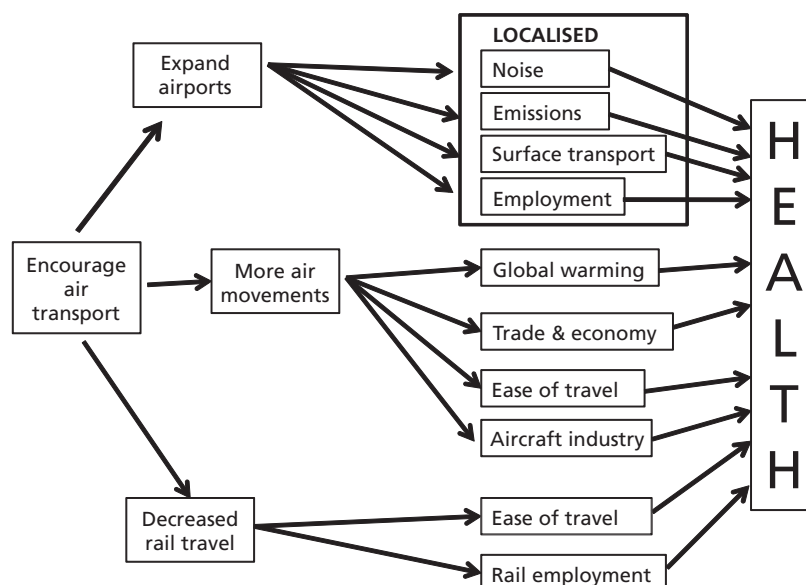 Expand
airports
LOCALISED
Noise
Emissions
Surface transport
Employment
Encourage
air
transport
More air
movements
Global warming
Trade & economy
Ease of travel
Aircraft industry
Decreased
rail travel
Ease of travel
Rail employment
H
E
A
L
T
H